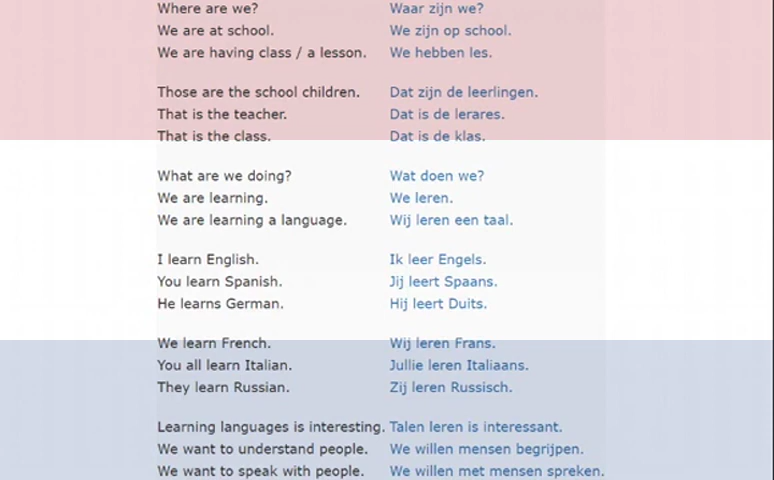 Where are we? Waar zijn we?
We are at school. We zijn op school.
We are having class / a lesson. We hebben les.
Those are the school children. Dat zijn de leerlingen.
That is the teacher. Dat is de lerares.
That is the class. Dat is de klas.
What are we doing? Wat doen we?
We are learning. We leren.
We are learning a language. Wij leren een taal.
I learn English. Ik leer Engels.
You learn Spanish. Jij leert Spaans.
He learns German. Hij leert Duits.
We learn French. Wij leren Frans.
You all learn Italian. Jullie leren Italiaans.
They learn Russian. Zij leren Russisch.
Learning languages is interesting. Talen leren is interessant.
We want to understand people. We willen mensen begrijpen.
We want to speak with people. We willen met mensen spreken.